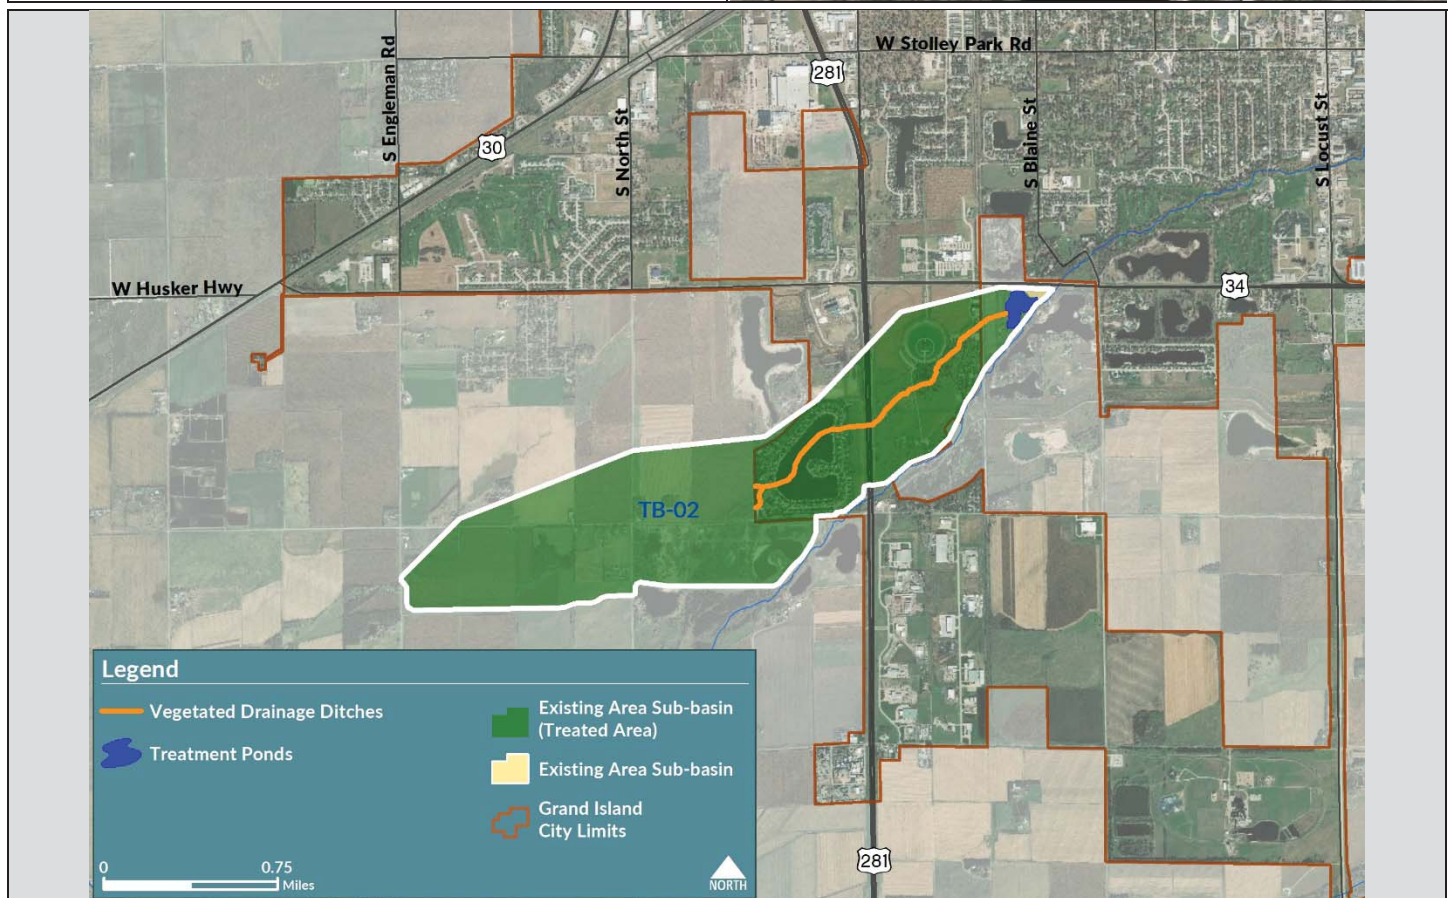 W Stolley Park Rd
281
S Engleman Rd
30
S North St
S Blaine St
S Locust St
W Husker Hwy
34
TB-02
Legend
Vegetated Drainage Ditches
Treatment Ponds
Existing Area Sub-basin
(Treated Area)
Existing Area Sub-basin
Grand Island
City Limits
0 0.75
Miles
NORTH
281